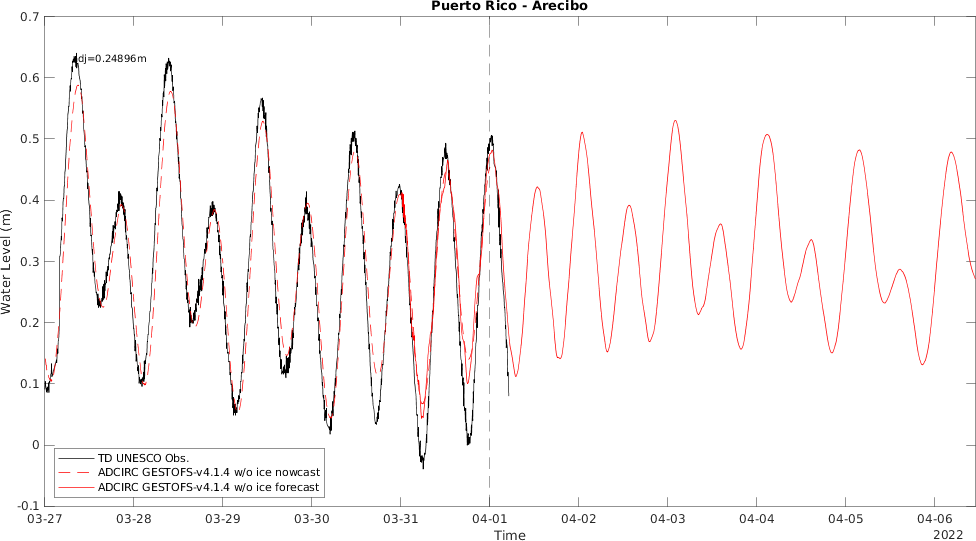 Puerto Rico - Arecibo
0.7
0.6
0.5
0.4
0.3
0.2
0.1
0
-0.1
Water Level (m)
dj=0.24896m
TD UNESCO Obs.
ADCIRC GESTOFS-v4.1.4 w/o ice nowcast
ADCIRC GESTOFS-v4.1.4 w/o ice forecast
03-27 03-28 03-29 03-30 03-31 04-01 04-02 04-03 04-04 04-05 04-06
Time
2022